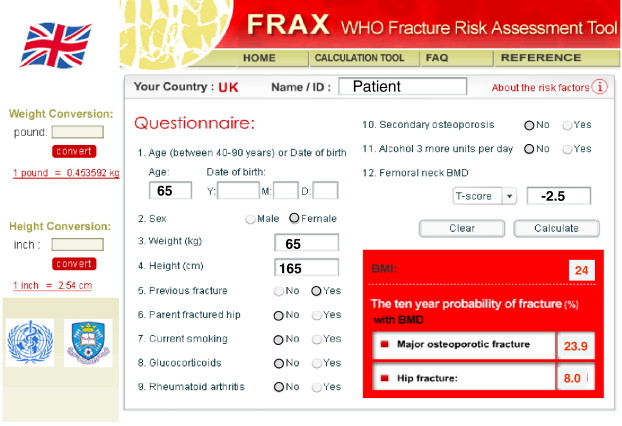 FRAX WHO Fracture Risk Assessment Tool
HOME CALCULATION TOOL FAQ REFERENCE
Your Country : UK Name / ID : Patient About the risk factors i
Weight Conversion:
pound:
convert
1 pound = 0.453592 kg
Height Conversion:
inch :
convert
1 inch = 2.54 cm
Questionnaire:
1. Age (between 40-90 years) or Date of birth
Age: Date of birth:
65 Y: M: D:
2. Sex Male Female
3. Weight (kg) 65
4. Height (cm) 165
5. Previous fracture No Yes
6. Parent fractured hip No Yes
7. Current smoking No Yes
8. Glucocorticoids No Yes
9. Rheumatoid arthritis No Yes
10. Secondary osteoporosis No Yes
11. Alcohol 3 more units per day No Yes
12. Femoral neck BMD
T-score -2.5
Clear Calculate
BMI: 24
The ten year probability of fracture (%)
with BMD
Major osteoporotic fracture 23.9
Hip fracture: 8.0